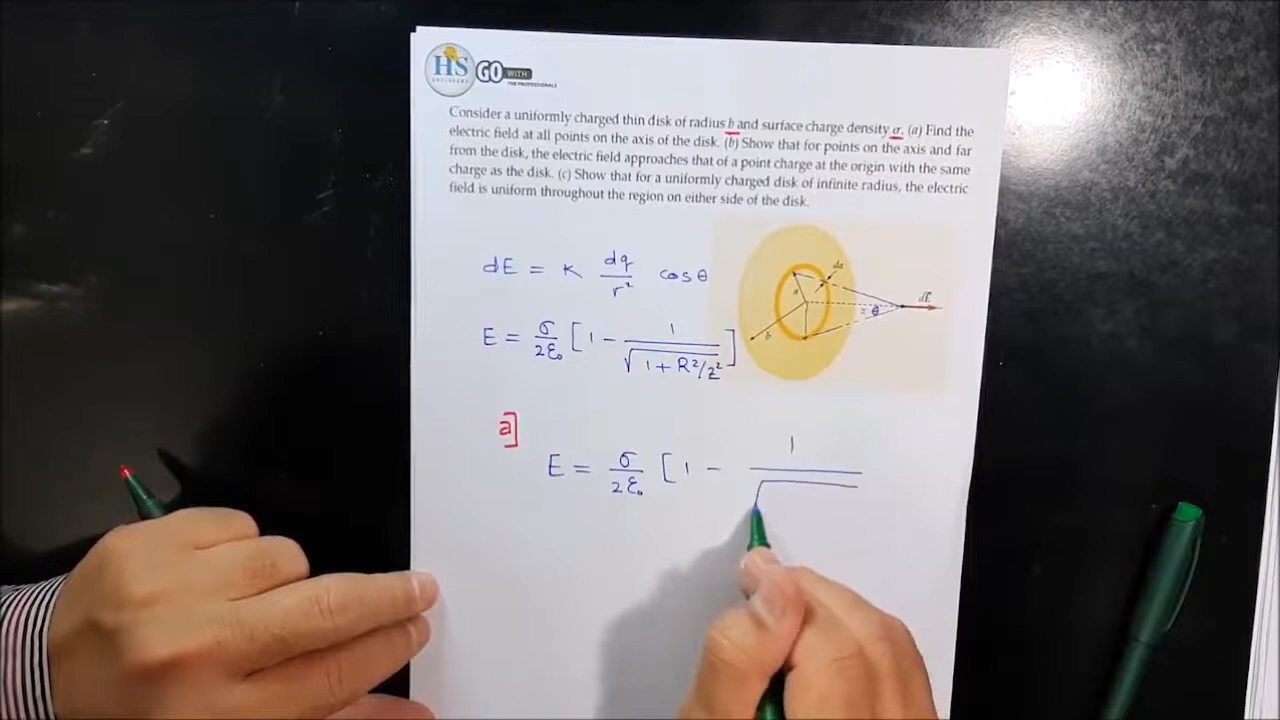 HS
ENGINEERS
GO WITH
THE PROFESSIONALS
Consider a uniformly charged thin disk of radius b and surface charge density σ. (a) Find the
electric field at all points on the axis of the disk. (b) Show that for points on the axis and far
from the disk, the electric field approaches that of a point charge at the origin with the same
charge as the disk. (c) Show that for a uniformly charged disk of infinite radius, the electric
field is uniform throughout the region on either side of the disk.
dE = K dq/r² cos θ
da
a
dE⃗
θ
b
E = σ/2ε₀ [1 - 1/√(1 + R²/z²)]
a]
E = σ/2ε₀ [1 - 1/√